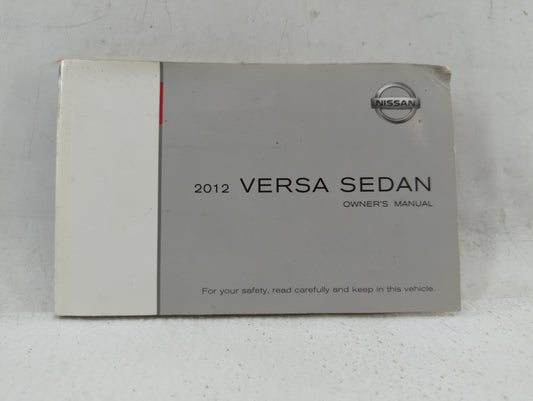 NISSAN
2012 VERSA SEDAN
OWNER'S MANUAL
For your safety, read carefully and keep in this vehicle.